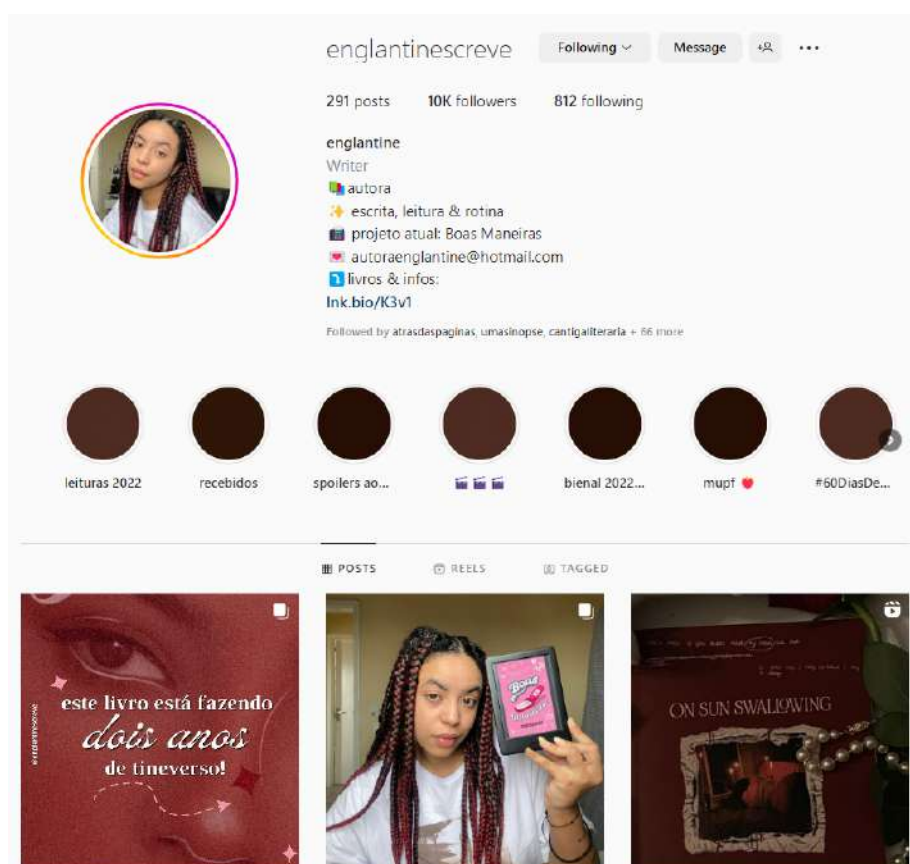 englantinescreve Following Message
291 posts 10K followers 812 following
englantine
Writer
autora
escrita, leitura & rotina
projeto atual: Boas Maneiras
autoraenglantine@hotmail.com
livros & infos:
lnk.bio/K3v1
Followed by atrasdaspaginas, umasinopse, cantigaliteraria + 66 more
leituras 2022 recebidos spoilers ao... bienal 2022... mupf #60DiasDe...
POSTS REELS TAGGED
este livro está fazendo
dois anos
de tineverso!
Boas
ON SUN SWALLOWING